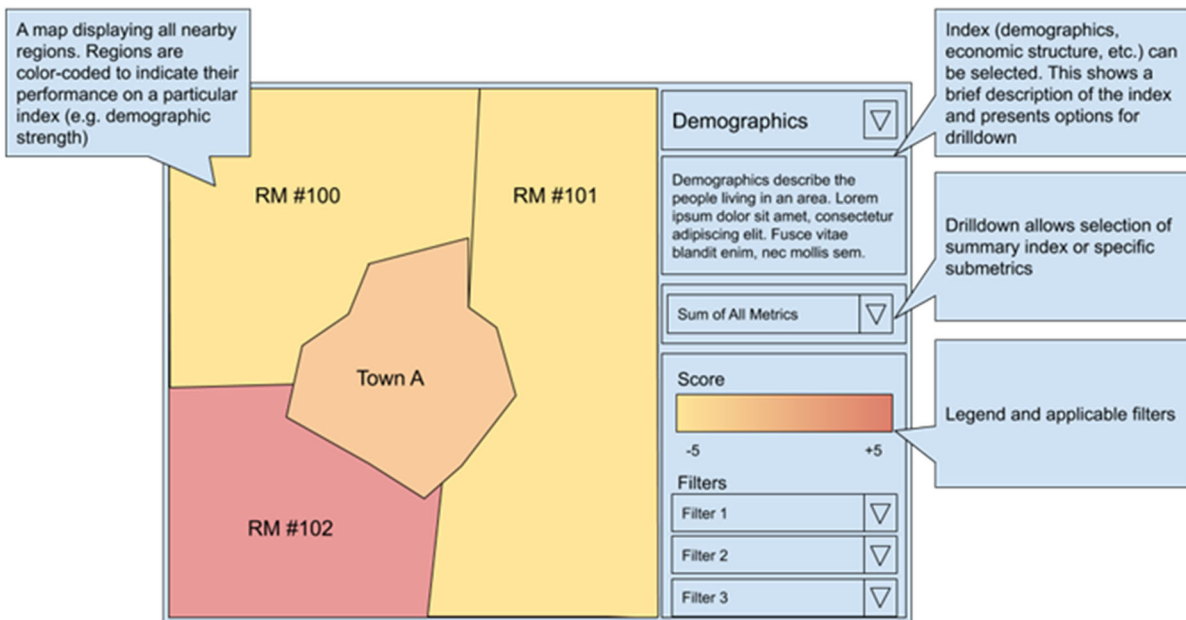 A map displaying all nearby
regions. Regions are
color-coded to indicate their
performance on a particular
index (e.g. demographic
strength)
RM #100
RM #101
Town A
RM #102
Demographics
Demographics describe the
people living in an area. Lorem
ipsum dolor sit amet, consectetur
adipiscing elit. Fusce vitae
blandit enim, nec mollis sem.
Sum of All Metrics
Score
-5
+5
Filters
Filter 1
Filter 2
Filter 3
Index (demographics,
economic structure, etc.) can
be selected. This shows a
brief description of the index
and presents options for
drilldown
Drilldown allows selection of
summary index or specific
submetrics
Legend and applicable filters